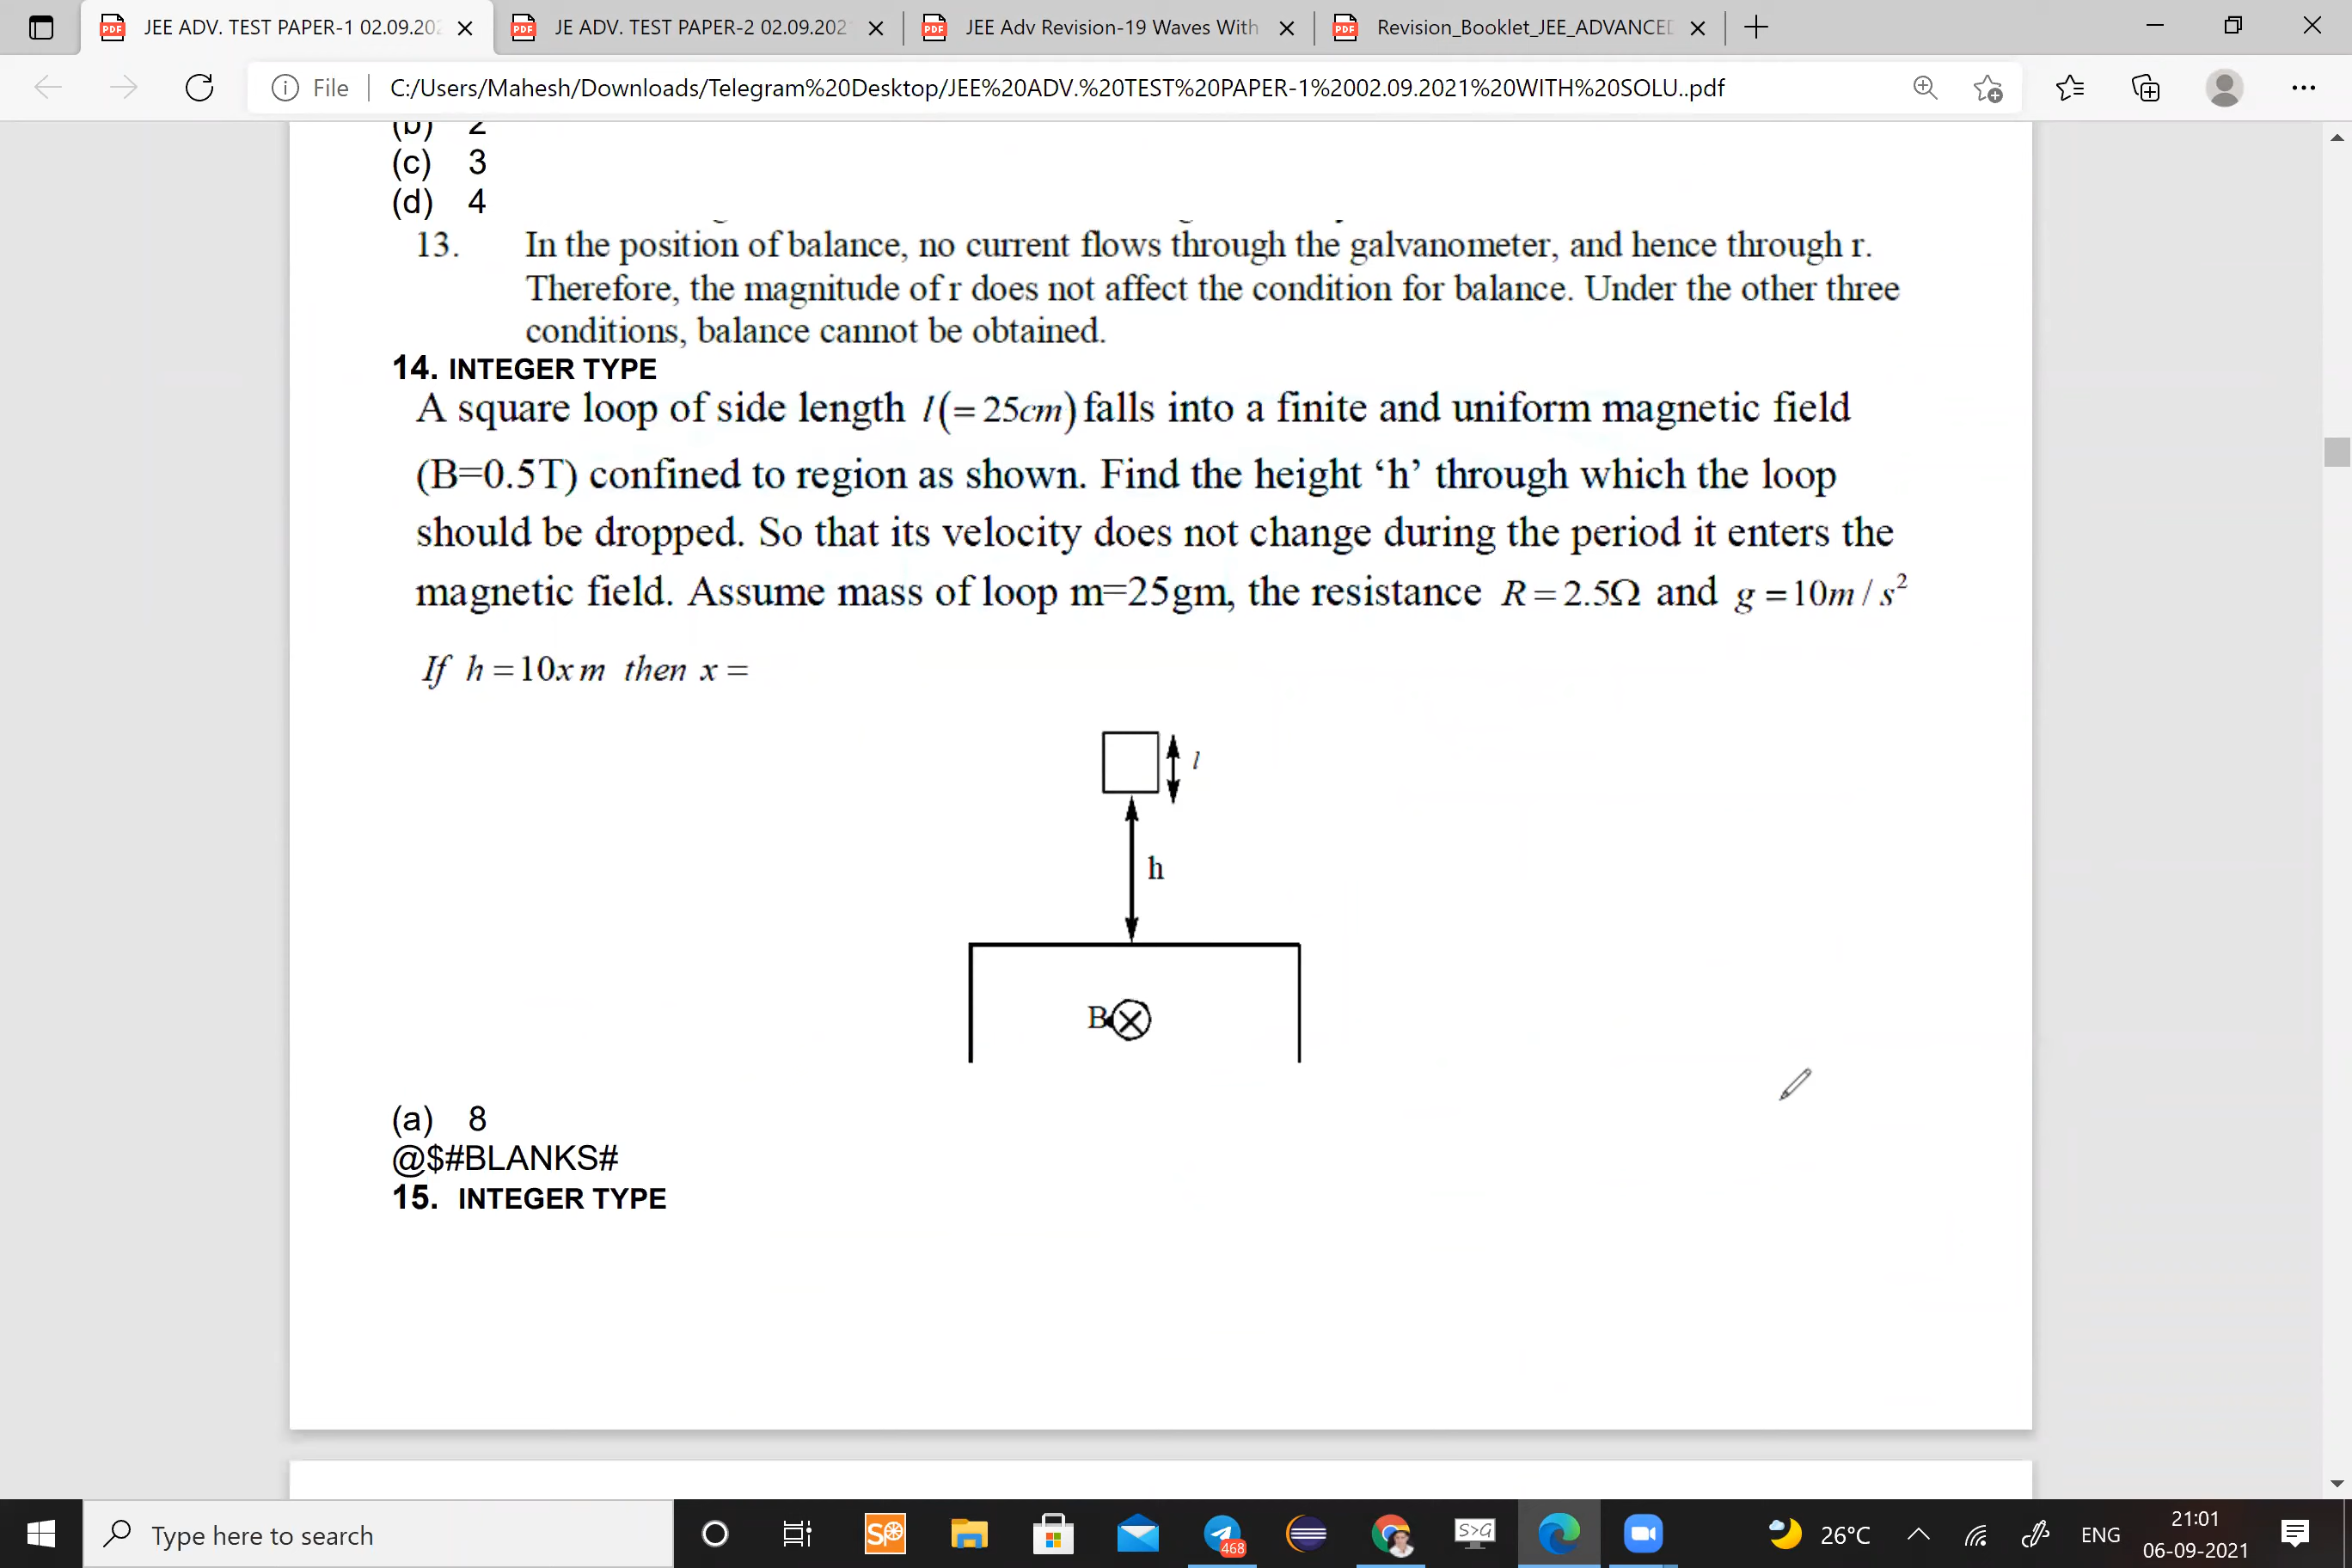 JEE ADV. TEST PAPER-1 02.09.202
JE ADV. TEST PAPER-2 02.09.202
JEE Adv Revision-19 Waves With
Revision_Booklet_JEE_ADVANCED
File
C:/Users/Mahesh/Downloads/Telegram%20Desktop/JEE%20ADV.%20TEST%20PAPER-1%2002.09.2021%20WITH%20SOLU..pdf
(b) 2
(c) 3
(d) 4
13. In the position of balance, no current flows through the galvanometer, and hence through r.
Therefore, the magnitude of r does not affect the condition for balance. Under the other three
conditions, balance cannot be obtained.
14. INTEGER TYPE
A square loop of side length l(= 25cm) falls into a finite and uniform magnetic field
(B=0.5T) confined to region as shown. Find the height ‘h’ through which the loop
should be dropped. So that its velocity does not change during the period it enters the
magnetic field. Assume mass of loop m=25gm, the resistance R = 2.5Ω and g = 10m / s²
If h = 10x m then x =
l
h
B
(a) 8
@$#BLANKS#
15. INTEGER TYPE
Type here to search
SP
468
S>G
26°C
ENG
21:01
06-09-2021